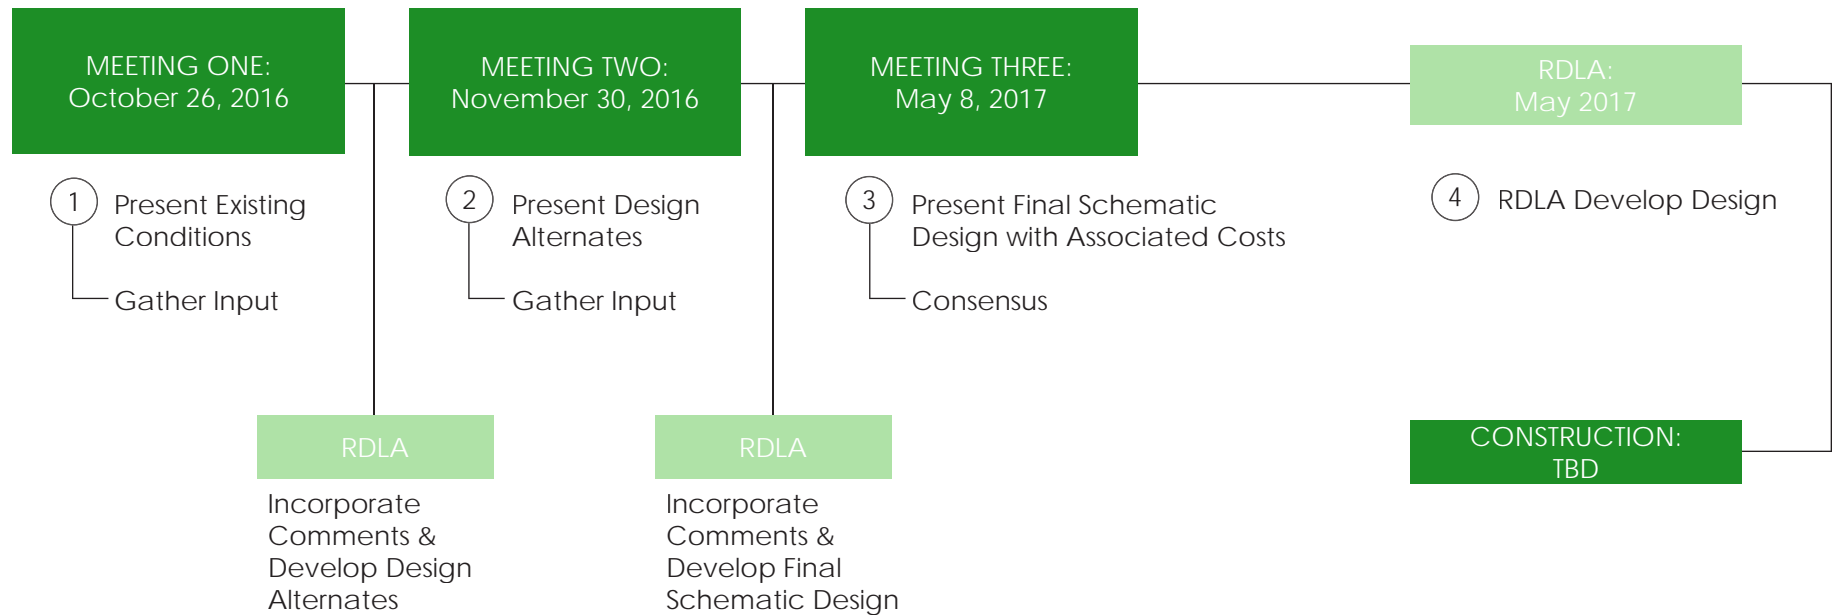 MEETING ONE:
October 26, 2016
1
Present Existing
Conditions
Gather Input
RDLA
Incorporate
Comments &
Develop Design
Alternates
MEETING TWO:
November 30, 2016
2
Present Design
Alternates
Gather Input
RDLA
Incorporate
Comments &
Develop Final
Schematic Design
MEETING THREE:
May 8, 2017
3
Present Final Schematic
Design with Associated Costs
Consensus
RDLA:
May 2017
4
RDLA Develop Design
CONSTRUCTION:
TBD